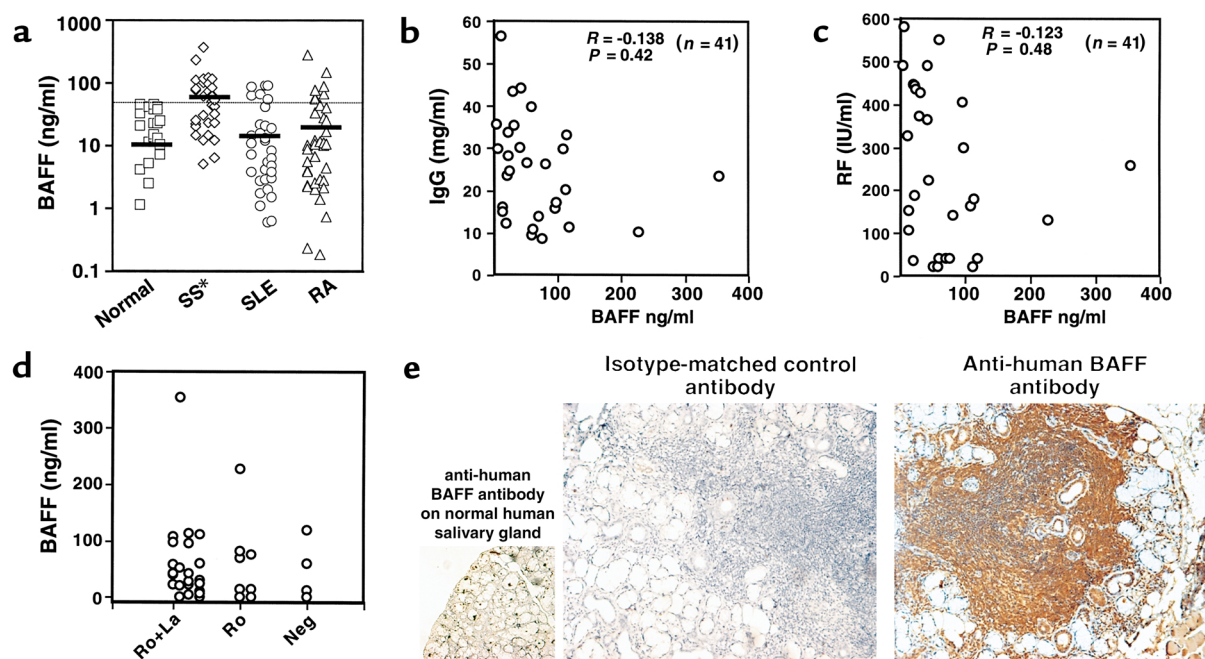 a
1000
100
10
1
0.1
BAFF (ng/ml)
Normal
SS*
SLE
RA
b
60
50
40
30
20
10
0
IgG (mg/ml)
R = -0.138
P = 0.42
(n = 41)
100
200
300
400
BAFF ng/ml
c
600
500
400
300
200
100
0
RF (IU/ml)
R = -0.123
P = 0.48
(n = 41)
100
200
300
400
BAFF ng/ml
d
400
300
200
100
0
BAFF (ng/ml)
Ro+La
Ro
Neg
e
Isotype-matched control
antibody
Anti-human BAFF
antibody
anti-human
BAFF antibody
on normal human
salivary gland